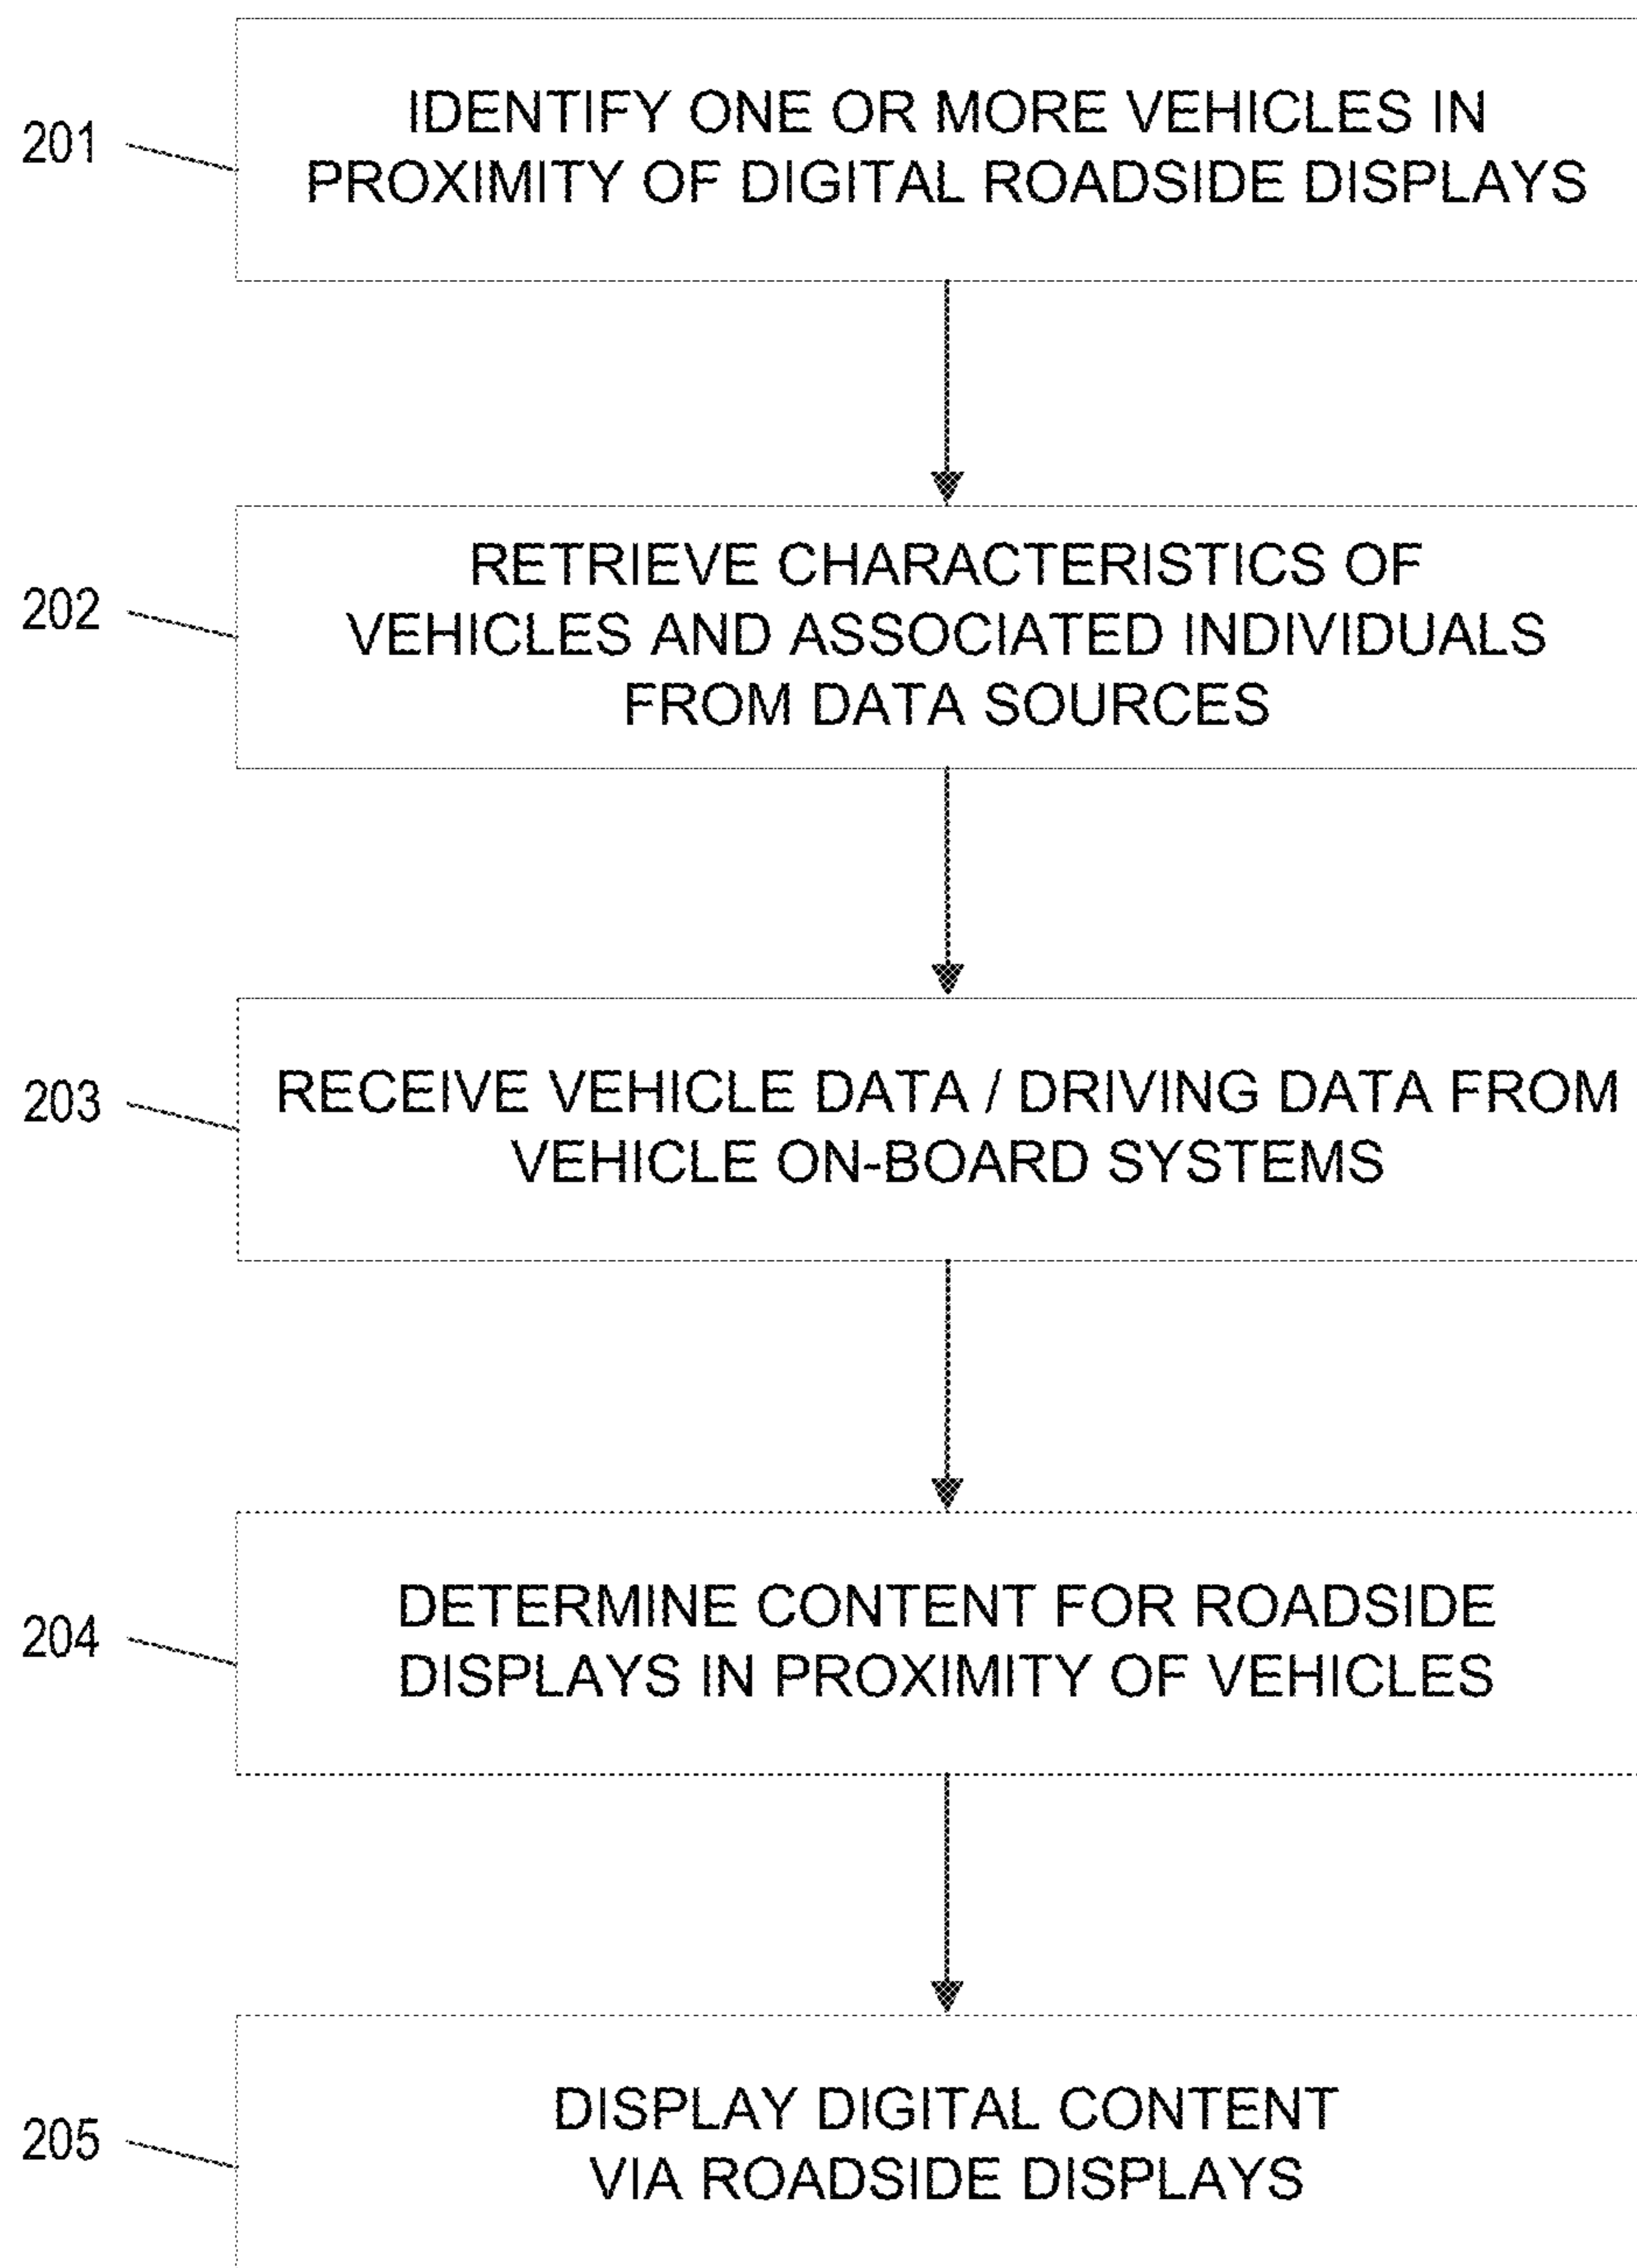 201
IDENTIFY ONE OR MORE VEHICLES IN
PROXIMITY OF DIGITAL ROADSIDE DISPLAYS
202
RETRIEVE CHARACTERISTICS OF
VEHICLES AND ASSOCIATED INDIVIDUALS
FROM DATA SOURCES
203
RECEIVE VEHICLE DATA / DRIVING DATA FROM
VEHICLE ON-BOARD SYSTEMS
204
DETERMINE CONTENT FOR ROADSIDE
DISPLAYS IN PROXIMITY OF VEHICLES
205
DISPLAY DIGITAL CONTENT
VIA ROADSIDE DISPLAYS